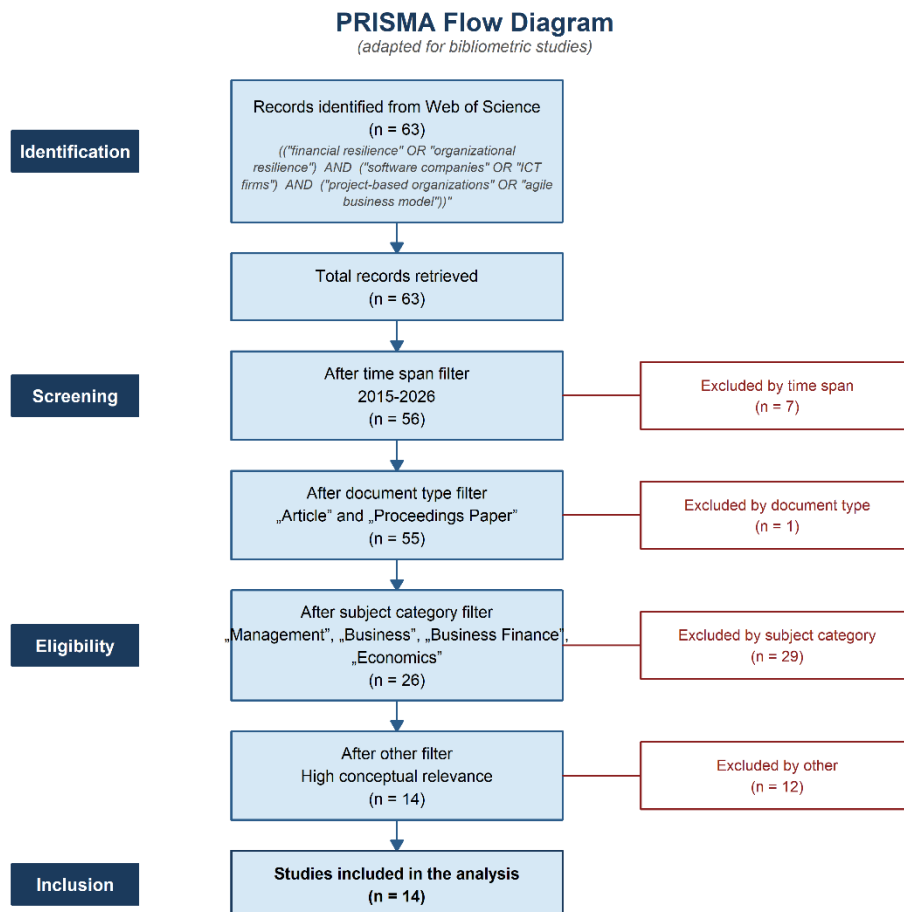 PRISMA Flow Diagram
(adapted for bibliometric studies)
Identification
Records identified from Web of Science
(n = 63)
(("financial resilience" OR "organizational
resilience") AND ("software companies" OR "ICT
firms") AND ("project-based organizations" OR "agile
business model"))"
Total records retrieved
(n = 63)
Screening
After time span filter
2015-2026
(n = 56)
Excluded by time span
(n = 7)
After document type filter
„Article” and „Proceedings Paper”
(n = 55)
Excluded by document type
(n = 1)
Eligibility
After subject category filter
„Management”, „Business”, „Business Finance”,
„Economics”
(n = 26)
Excluded by subject category
(n = 29)
After other filter
High conceptual relevance
(n = 14)
Excluded by other
(n = 12)
Inclusion
Studies included in the analysis
(n = 14)